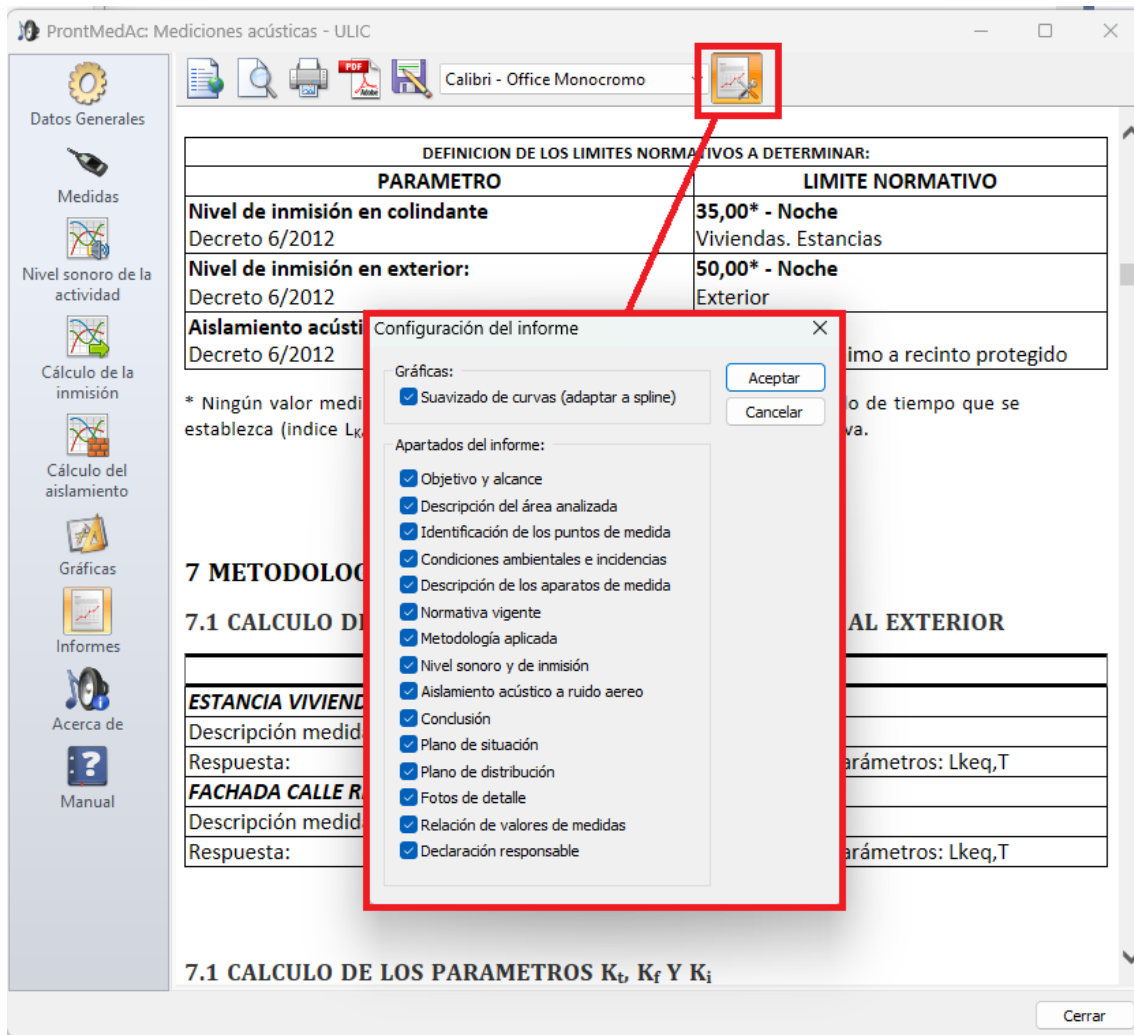 ProntMedAc: Mediciones acústicas - ULIC
PDF
Adobe
Calibri - Office Monocromo
Datos Generales
Medidas
Nivel sonoro de la
actividad
Cálculo de la
inmisión
Cálculo del
aislamiento
Gráficas
Informes
Acerca de
Manual
DEFINICION DE LOS LIMITES NORMATIVOS A DETERMINAR:
PARAMETRO LIMITE NORMATIVO
Nivel de inmisión en colindante 35,00* - Noche
Decreto 6/2012 Viviendas. Estancias
Nivel de inmisión en exterior: 50,00* - Noche
Decreto 6/2012 Exterior
Aislamiento acústi
Decreto 6/2012 imo a recinto protegido
* Ningún valor medi o de tiempo que se
establezca (indice va.
7 METODOLOG
7.1 CALCULO DE AL EXTERIOR
ESTANCIA VIVIEND
Descripción medid
Respuesta: arámetros: Lkeq,T
FACHADA CALLE R
Descripción medid
Respuesta: arámetros: Lkeq,T
7.1 CALCULO DE LOS PARAMETROS Kt, Kf Y Ki
Configuración del informe
Gráficas:
Suavizado de curvas (adaptar a spline)
Aceptar
Cancelar
Apartados del informe:
Objetivo y alcance
Descripción del área analizada
Identificación de los puntos de medida
Condiciones ambientales e incidencias
Descripción de los aparatos de medida
Normativa vigente
Metodología aplicada
Nivel sonoro y de inmisión
Aislamiento acústico a ruido aereo
Conclusión
Plano de situación
Plano de distribución
Fotos de detalle
Relación de valores de medidas
Declaración responsable
Cerrar